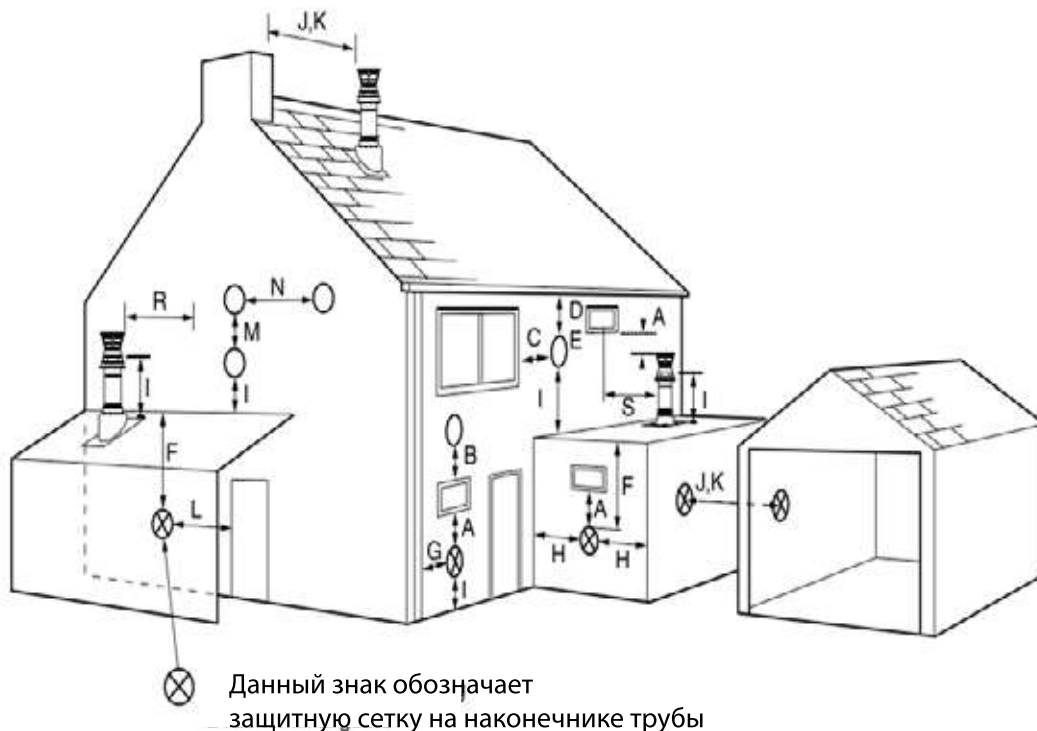 J,K
N
R
M
D
A
E
C
I
I
I
S
I
F
B
F
J,K
L
A
A
G
H
H
I
Данный знак обозначает
защитную сетку на наконечнике трубы